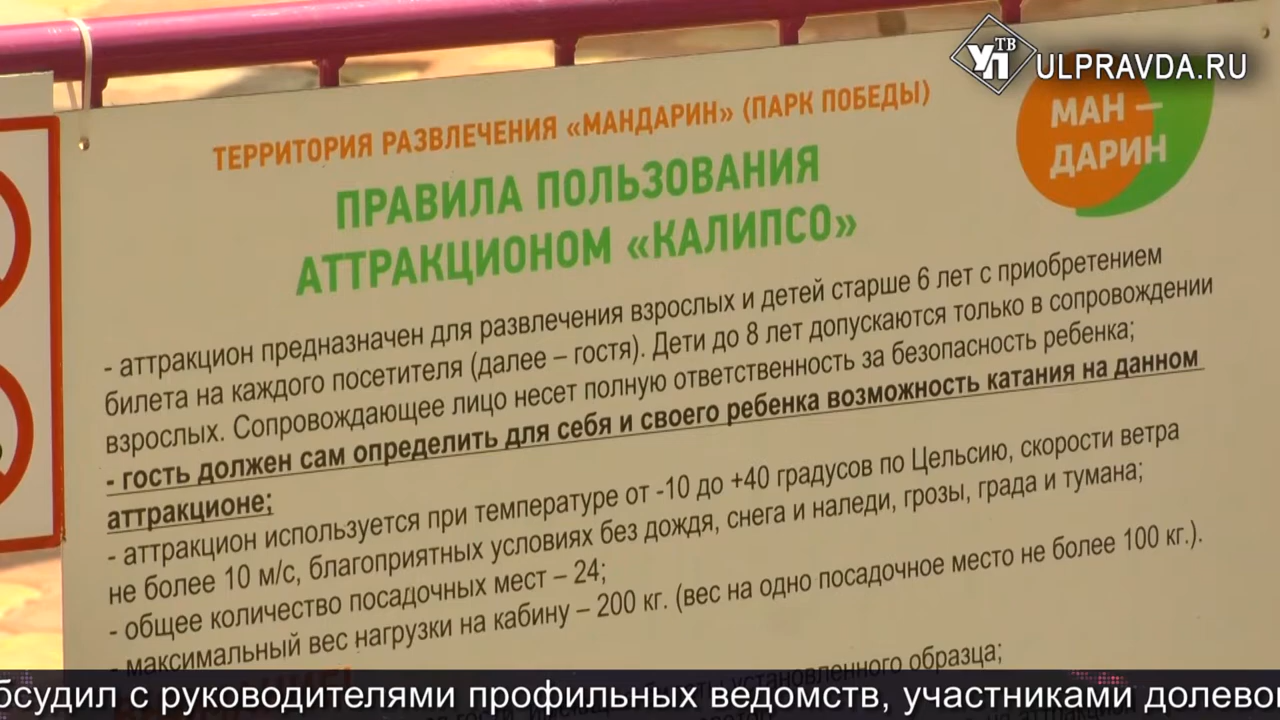 УП ТВ
ULPRAVDA.RU
МАН –
ДАРИН
ТЕРРИТОРИЯ РАЗВЛЕЧЕНИЯ «МАНДАРИН» (ПАРК ПОБЕДЫ)
ПРАВИЛА ПОЛЬЗОВАНИЯ
АТТРАКЦИОНОМ «КАЛИПСО»
- аттракцион предназначен для развлечения взрослых и детей старше 6 лет с приобретением
билета на каждого посетителя (далее – гостя). Дети до 8 лет допускаются только в сопровождении
взрослых. Сопровождающее лицо несет полную ответственность за безопасность ребенка;
- гость должен сам определить для себя и своего ребенка возможность катания на данном
аттракционе;
- аттракцион используется при температуре от -10 до +40 градусов по Цельсию, скорости ветра
не более 10 м/с, благоприятных условиях без дождя, снега и наледи, грозы, града и тумана;
- общее количество посадочных мест – 24;
- максимальный вес нагрузки на кабину – 200 кг. (вес на одно посадочное место не более 100 кг.).
установленного образца;
бсудил с руководителями профильных ведомств, участниками долево